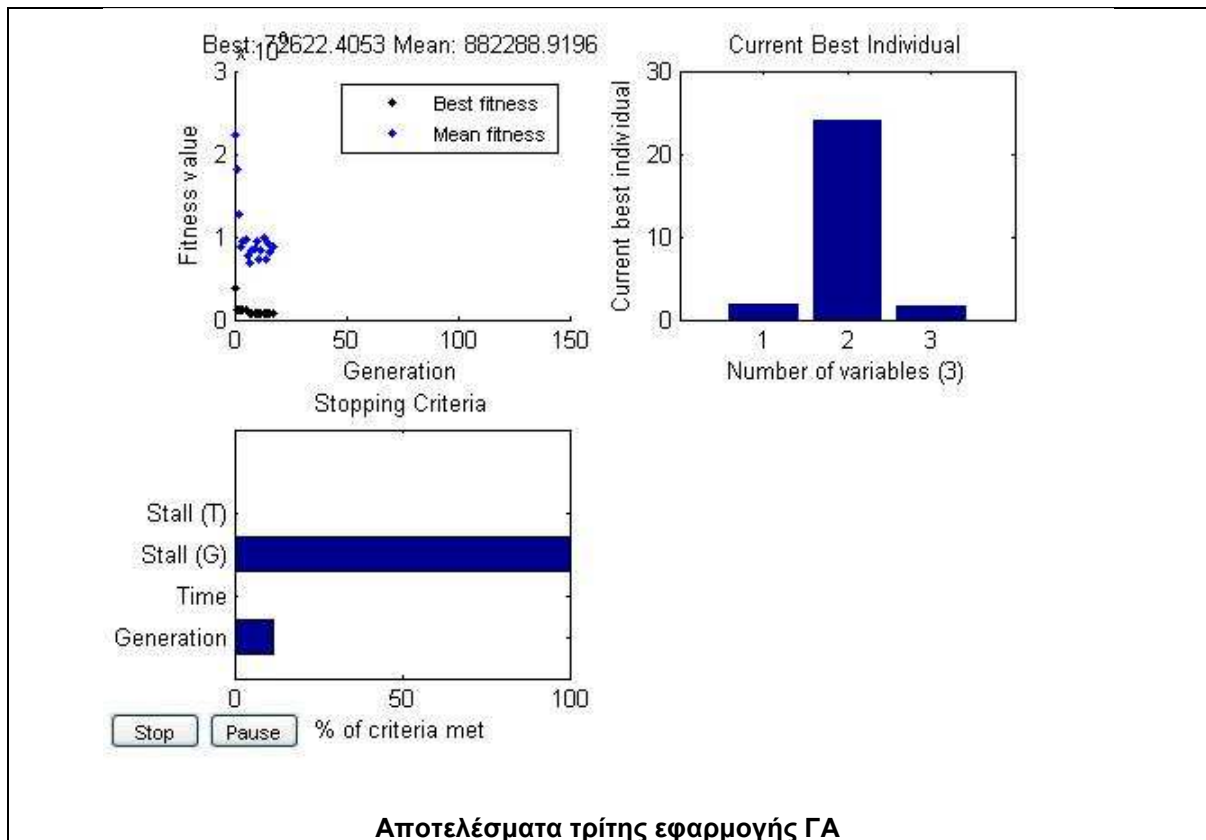 Best: 72622.4053 Mean: 882288.9196
x 10
3
2
1
0
Fitness value
Best fitness
Mean fitness
0 50 100 150
Generation
Current Best Individual
30
20
10
0
Current best individual
1 2 3
Number of variables (3)
Stopping Criteria
Stall (T)
Stall (G)
Time
Generation
0 50 100
Stop Pause % of criteria met
Αποτελέσματα τρίτης εφαρμογής ΓΑ